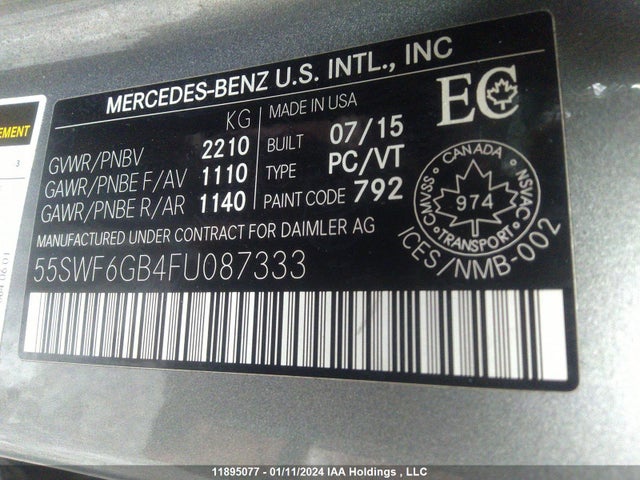 MERCEDES-BENZ U.S. INTL., INC
KG MADE IN USA
EC
GVWR/PNBV 2210 BUILT 07/15
GAWR/PNBE F/AV 1110 TYPE PC/VT
GAWR/PNBE R/AR 1140 PAINT CODE 792
CANADA
CMVSS 974 NSVAC
TRANSPORT
ICES/NMB-002
MANUFACTURED UNDER CONTRACT FOR DAIMLER AG
55SWF6GB4FU087333
EMENT
3
11895077 - 01/11/2024 IAA Holdings , LLC